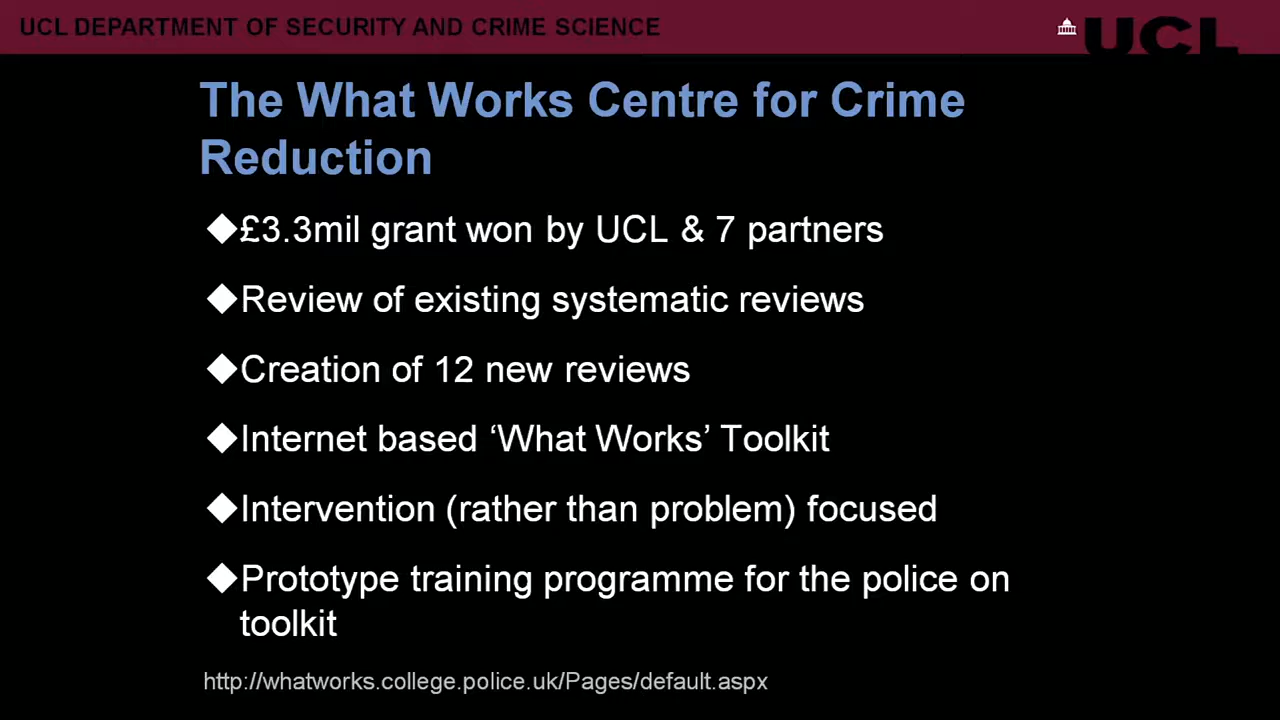 UCL DEPARTMENT OF SECURITY AND CRIME SCIENCE
UCL
The What Works Centre for Crime
Reduction
◆£3.3mil grant won by UCL & 7 partners
◆Review of existing systematic reviews
◆Creation of 12 new reviews
◆Internet based ‘What Works’ Toolkit
◆Intervention (rather than problem) focused
◆Prototype training programme for the police on
toolkit
http://whatworks.college.police.uk/Pages/default.aspx